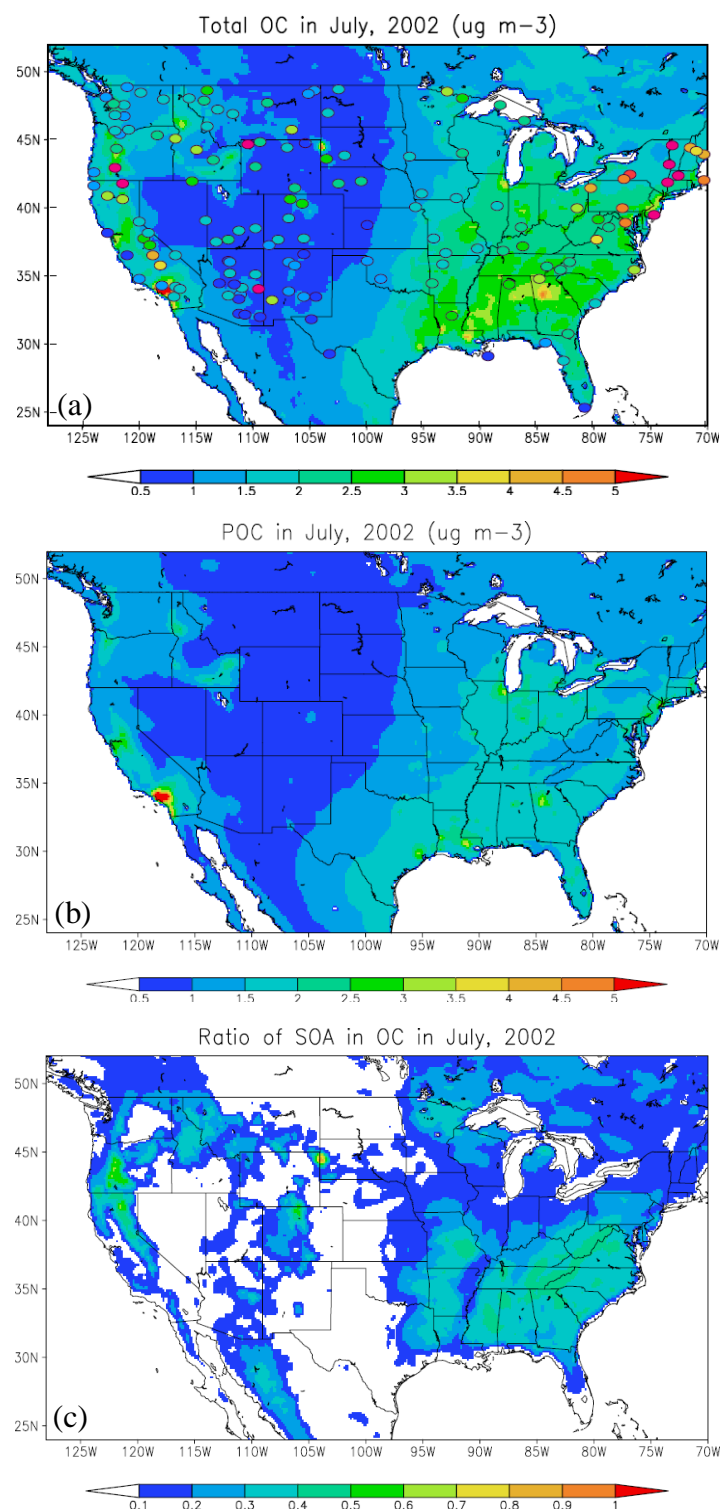 Total OC in July, 2002 (ug m-3)
50N
45N
40N
35N
30N
25N
(a)
125W 120W 115W 110W 105W 100W 95W 90W 85W 80W 75W 70W
0.5 1 1.5 2 2.5 3 3.5 4 4.5 5
POC in July, 2002 (ug m-3)
50N
45N
40N
35N
30N
25N
(b)
125W 120W 115W 110W 105W 100W 95W 90W 85W 80W 75W 70W
0.5 1 1.5 2 2.5 3 3.5 4 4.5 5
Ratio of SOA in OC in July, 2002
50N
45N
40N
35N
30N
25N
(c)
125W 120W 115W 110W 105W 100W 95W 90W 85W 80W 75W 70W
0.1 0.2 0.3 0.4 0.5 0.6 0.7 0.8 0.9 1